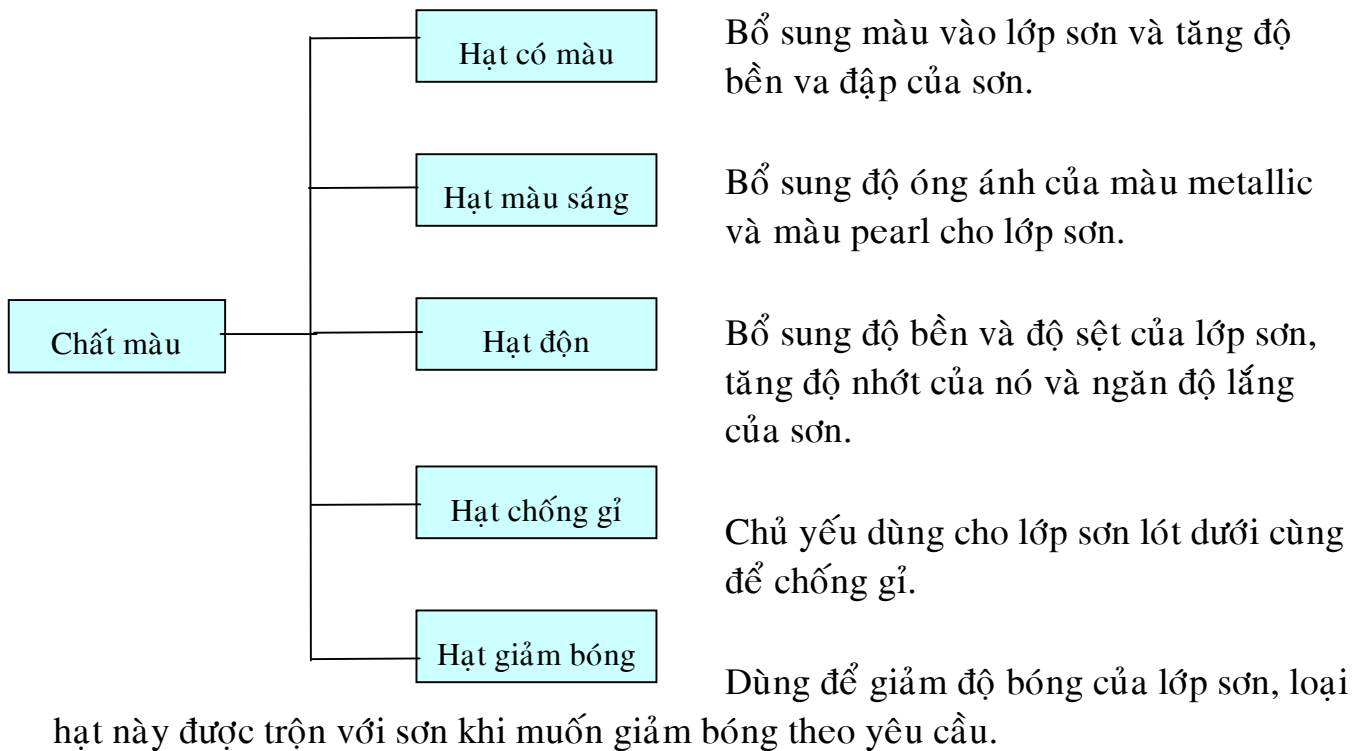 Hạt có màu
Bổ sung màu vào lớp sơn và tăng độ
bền va đập của sơn.
Hạt màu sáng
Bổ sung độ óng ánh của màu metallic
và màu pearl cho lớp sơn.
Chất màu
Hạt độn
Bổ sung độ bền và độ sệt của lớp sơn,
tăng độ nhớt của nó và ngăn độ lắng
của sơn.
Hạt chống gỉ
Chủ yếu dùng cho lớp sơn lót dưới cùng
để chống gỉ.
Hạt giảm bóng
Dùng để giảm độ bóng của lớp sơn, loại
hạt này được trộn với sơn khi muốn giảm bóng theo yêu cầu.